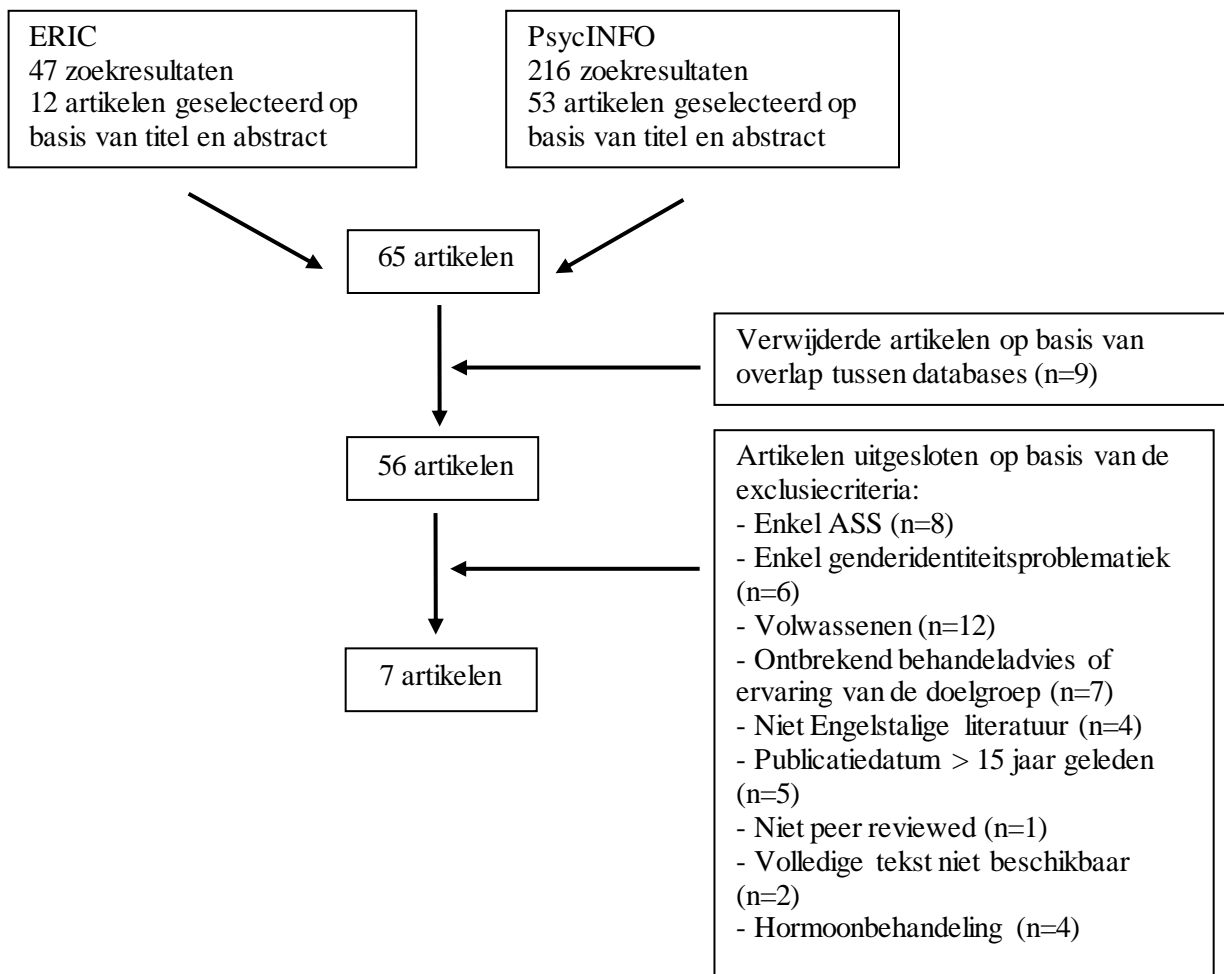 ERIC
47 zoekresultaten
12 artikelen geselecteerd op
basis van titel en abstract
PsycINFO
216 zoekresultaten
53 artikelen geselecteerd op
basis van titel en abstract
65 artikelen
Verwijderde artikelen op basis van
overlap tussen databases (n=9)
56 artikelen
Artikelen uitgesloten op basis van de
exclusiecriteria:
- Enkel ASS (n=8)
- Enkel genderidentiteitsproblematiek
(n=6)
- Volwassenen (n=12)
- Ontbrekend behandeladvies of
ervaring van de doelgroep (n=7)
- Niet Engelstalige literatuur (n=4)
- Publicatiedatum > 15 jaar geleden
(n=5)
- Niet peer reviewed (n=1)
- Volledige tekst niet beschikbaar
(n=2)
- Hormoonbehandeling (n=4)
7 artikelen